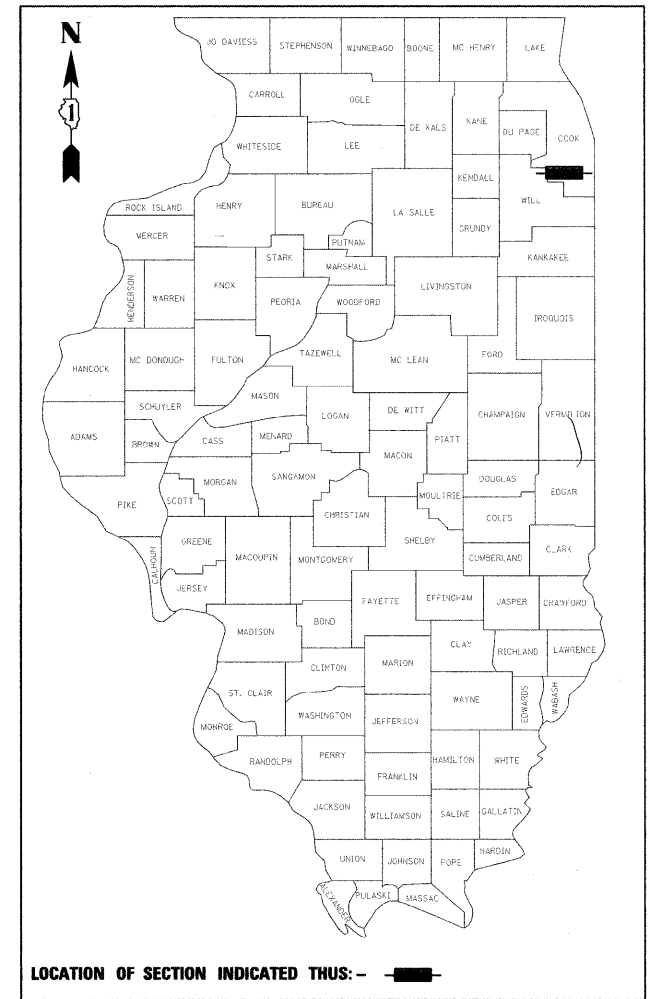 N
JO DAVIESS STEPHENSON WINNEBAGO BOONE MC HENRY LAKE
CARROLL OGLE DE KALB KANE DU PAGE COOK
1
WHITESIDE LEE
KENDALL WILL
ROCK ISLAND HENRY BUREAU LA SALLE GRUNDY
MERCER PUTNAM
STARK MARSHALL KANKAKEE
HENDERSON WARREN KNOX PEORIA WOODFORD LIVINGSTON IROQUOIS
HANCOCK MC DONOUGH FULTON TAZEWELL MC LEAN FORD
SCHUYLER MASON LOGAN DE WITT CHAMPAIGN VERMILION
ADAMS BROWN CASS MENARD MACON PIATT
MORGAN SANGAMON DOUGLAS EDGAR
PIKE SCOTT CHRISTIAN MOULTRIE COLES
GREENE MACOUPIN MONTGOMERY SHELBY CUMBERLAND CLARK
CALHOUN JERSEY FAYETTE EFFINGHAM JASPER CRAWFORD
MADISON BOND
CLINTON MARION CLAY RICHLAND LAWRENCE
ST. CLAIR WAYNE EDWARDS WABASH
MONROE WASHINGTON JEFFERSON
RANDOLPH PERRY FRANKLIN HAMILTON WHITE
JACKSON WILLIAMSON SALINE GALLATIN
UNION JOHNSON POPE HARDIN
ALEXANDER PULASKI MASSAC
LOCATION OF SECTION INDICATED THUS: -